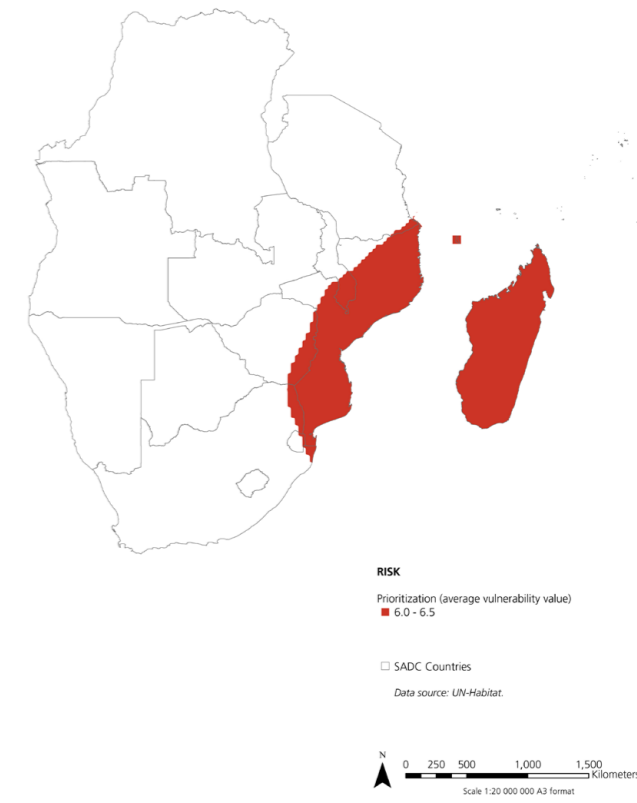 RISK
Prioritization (average vulnerability value)
6.0 - 6.5
SADC Countries
Data source: UN-Habitat.
N
0 250 500 1,000 1,500
Kilometers
Scale 1:20 000 000 A3 format